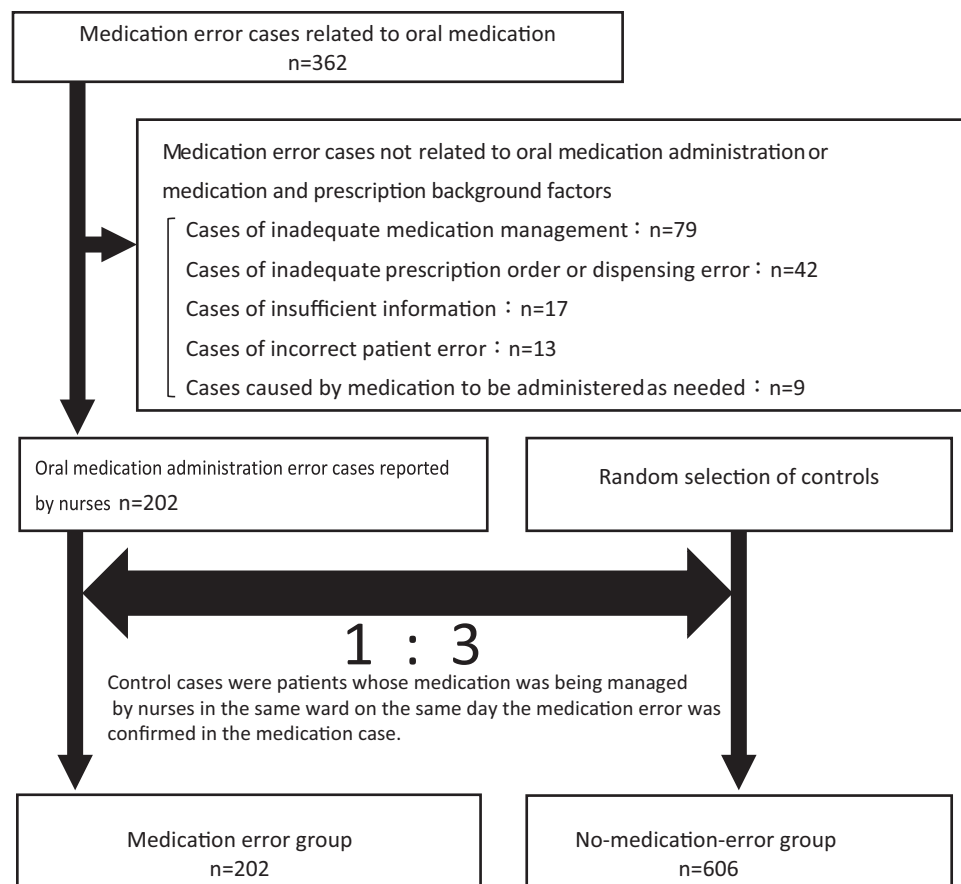 Medication error cases related to oral medication
n=362
Medication error cases not related to oral medication administration or
medication and prescription background factors
Cases of inadequate medication management：n=79
Cases of inadequate prescription order or dispensing error：n=42
Cases of insufficient information：n=17
Cases of incorrect patient error：n=13
Cases caused by medication to be administered as needed：n=9
Oral medication administration error cases reported
by nurses n=202
Random selection of controls
1 : 3
Control cases were patients whose medication was being managed
by nurses in the same ward on the same day the medication error was
confirmed in the medication case.
Medication error group
n=202
No-medication-error group
n=606